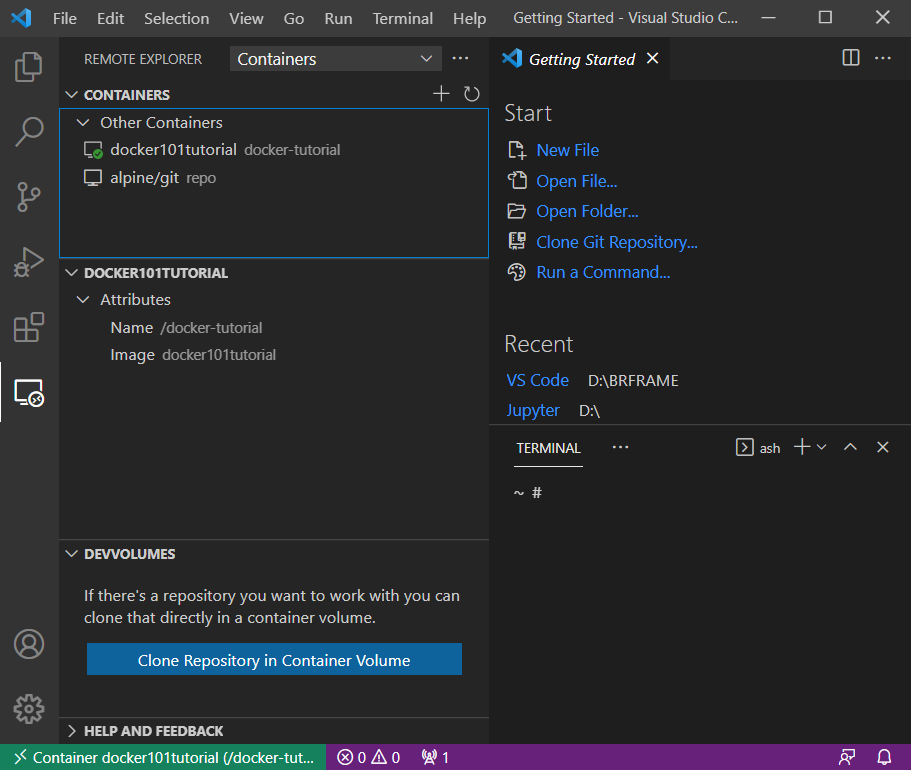 File Edit Selection View Go Run Terminal Help Getting Started - Visual Studio C...
REMOTE EXPLORER Containers
Getting Started
CONTAINERS
Other Containers
docker101tutorial docker-tutorial
alpine/git repo
DOCKER101TUTORIAL
Attributes
Name /docker-tutorial
Image docker101tutorial
DEVVOLUMES
If there's a repository you want to work with you can
clone that directly in a container volume.
Clone Repository in Container Volume
HELP AND FEEDBACK
Start
New File
Open File...
Open Folder...
Clone Git Repository...
Run a Command...
Recent
VS Code D:\BRFRAME
Jupyter D:\
TERMINAL ... ash
~ #
Container docker101tutorial (/docker-tut... 0 0 1